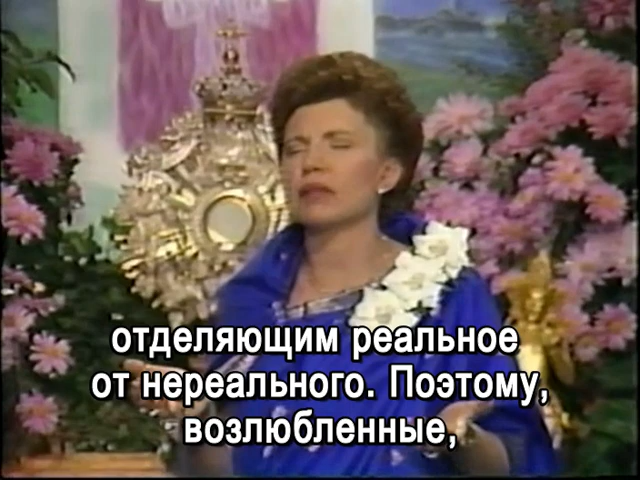 отделяющим реальное
от нереального. Поэтому,
возлюбленные,